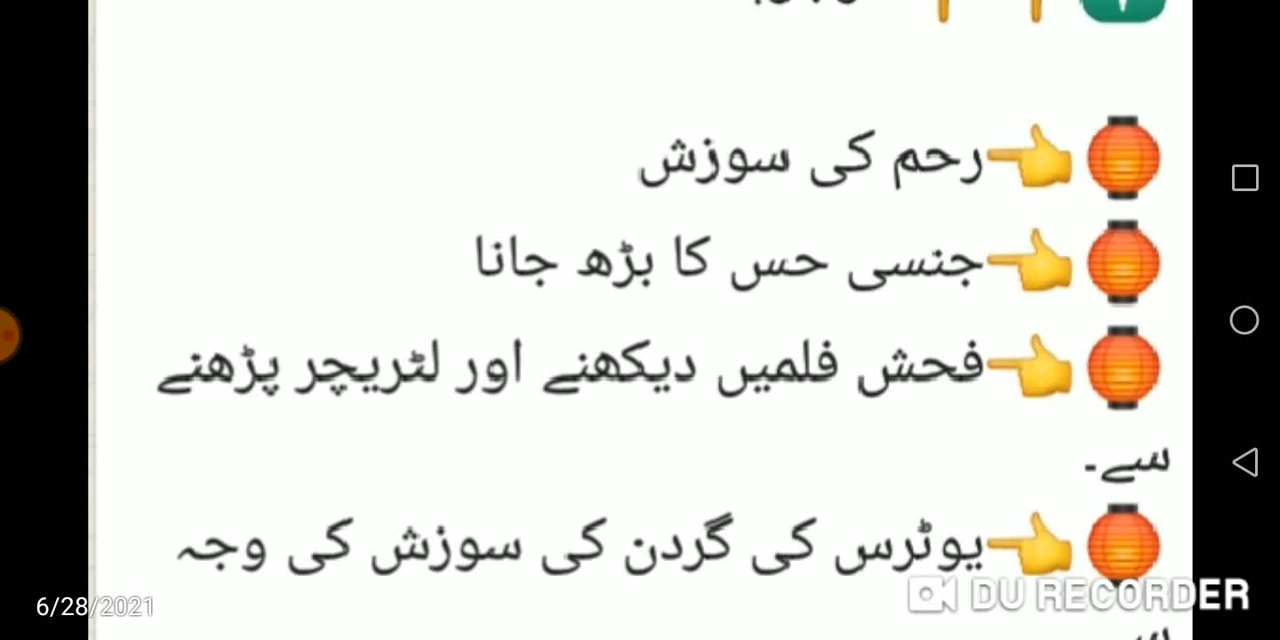 رحم کی سوزش
جنسی حس کا بڑھ جانا
فحش فلمیں دیکھنے اور لٹریچر پڑھنے
سے۔
یوٹرس کی گردن کی سوزش کی وجہ
DU RECORDER
6/28/2021